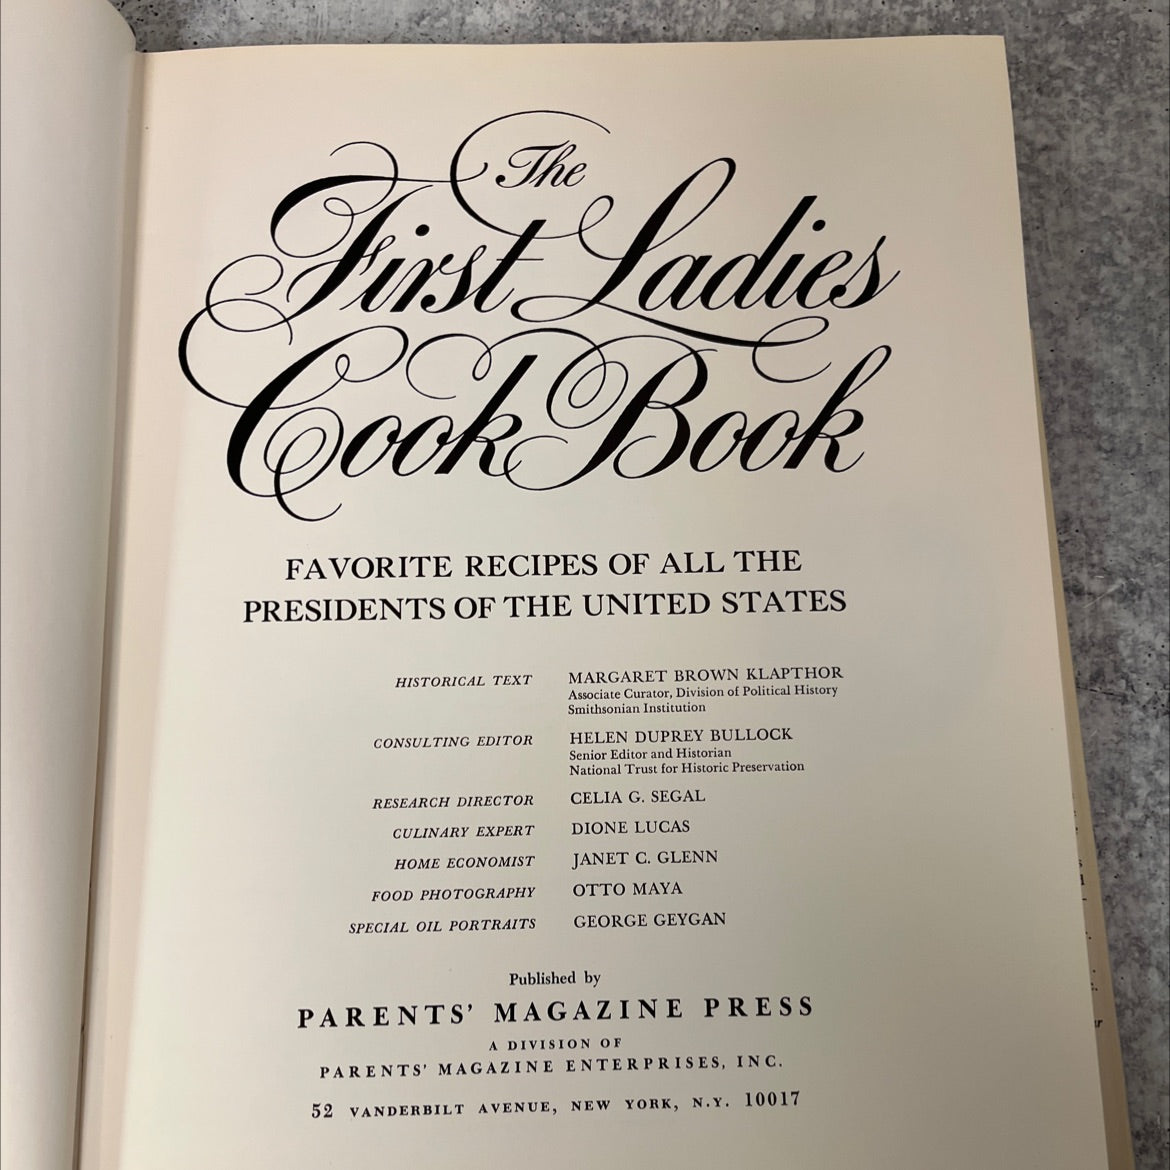 The
First Ladies
Cook Book
FAVORITE RECIPES OF ALL THE
PRESIDENTS OF THE UNITED STATES
HISTORICAL TEXT MARGARET BROWN KLAPTHOR
Associate Curator, Division of Political History
Smithsonian Institution
CONSULTING EDITOR HELEN DUPREY BULLOCK
Senior Editor and Historian
National Trust for Historic Preservation
RESEARCH DIRECTOR CELIA G. SEGAL
CULINARY EXPERT DIONE LUCAS
HOME ECONOMIST JANET C. GLENN
FOOD PHOTOGRAPHY OTTO MAYA
SPECIAL OIL PORTRAITS GEORGE GEYGAN
Published by
PARENTS' MAGAZINE PRESS
A DIVISION OF
PARENTS' MAGAZINE ENTERPRISES, INC.
52 VANDERBILT AVENUE, NEW YORK, N.Y. 10017